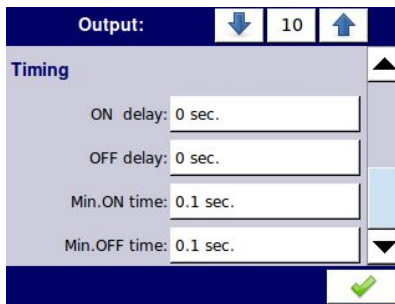 Output: 10
Timing
ON delay: 0 sec.
OFF delay: 0 sec.
Min.ON time: 0.1 sec.
Min.OFF time: 0.1 sec.